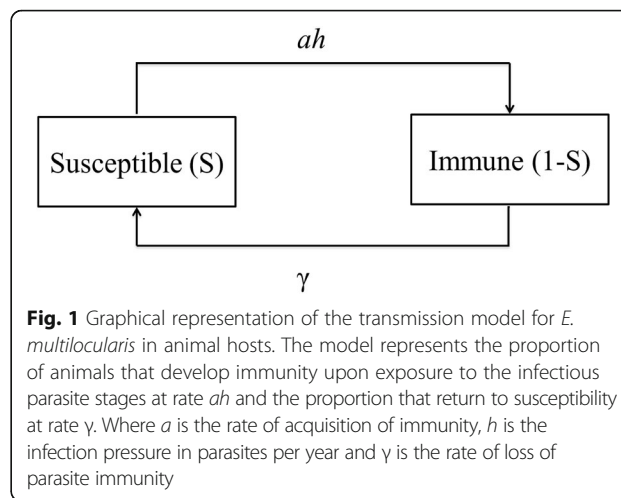 ah
Susceptible (S)
Immune (1-S)
γ
Fig. 1 Graphical representation of the transmission model for E.
multilocularis in animal hosts. The model represents the proportion
of animals that develop immunity upon exposure to the infectious
parasite stages at rate ah and the proportion that return to susceptibility
at rate γ. Where a is the rate of acquisition of immunity, h is the
infection pressure in parasites per year and γ is the rate of loss of
parasite immunity